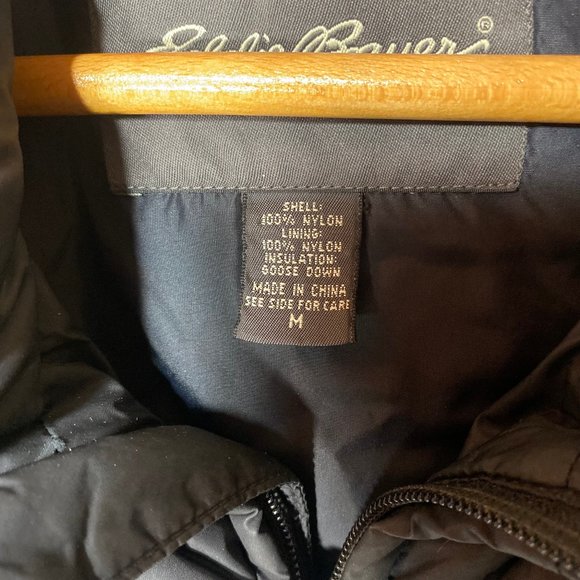 Eddie Bauer ®
SHELL:
100% NYLON
LINING:
100% NYLON
INSULATION:
GOOSE DOWN
MADE IN CHINA
SEE SIDE FOR CARE
M